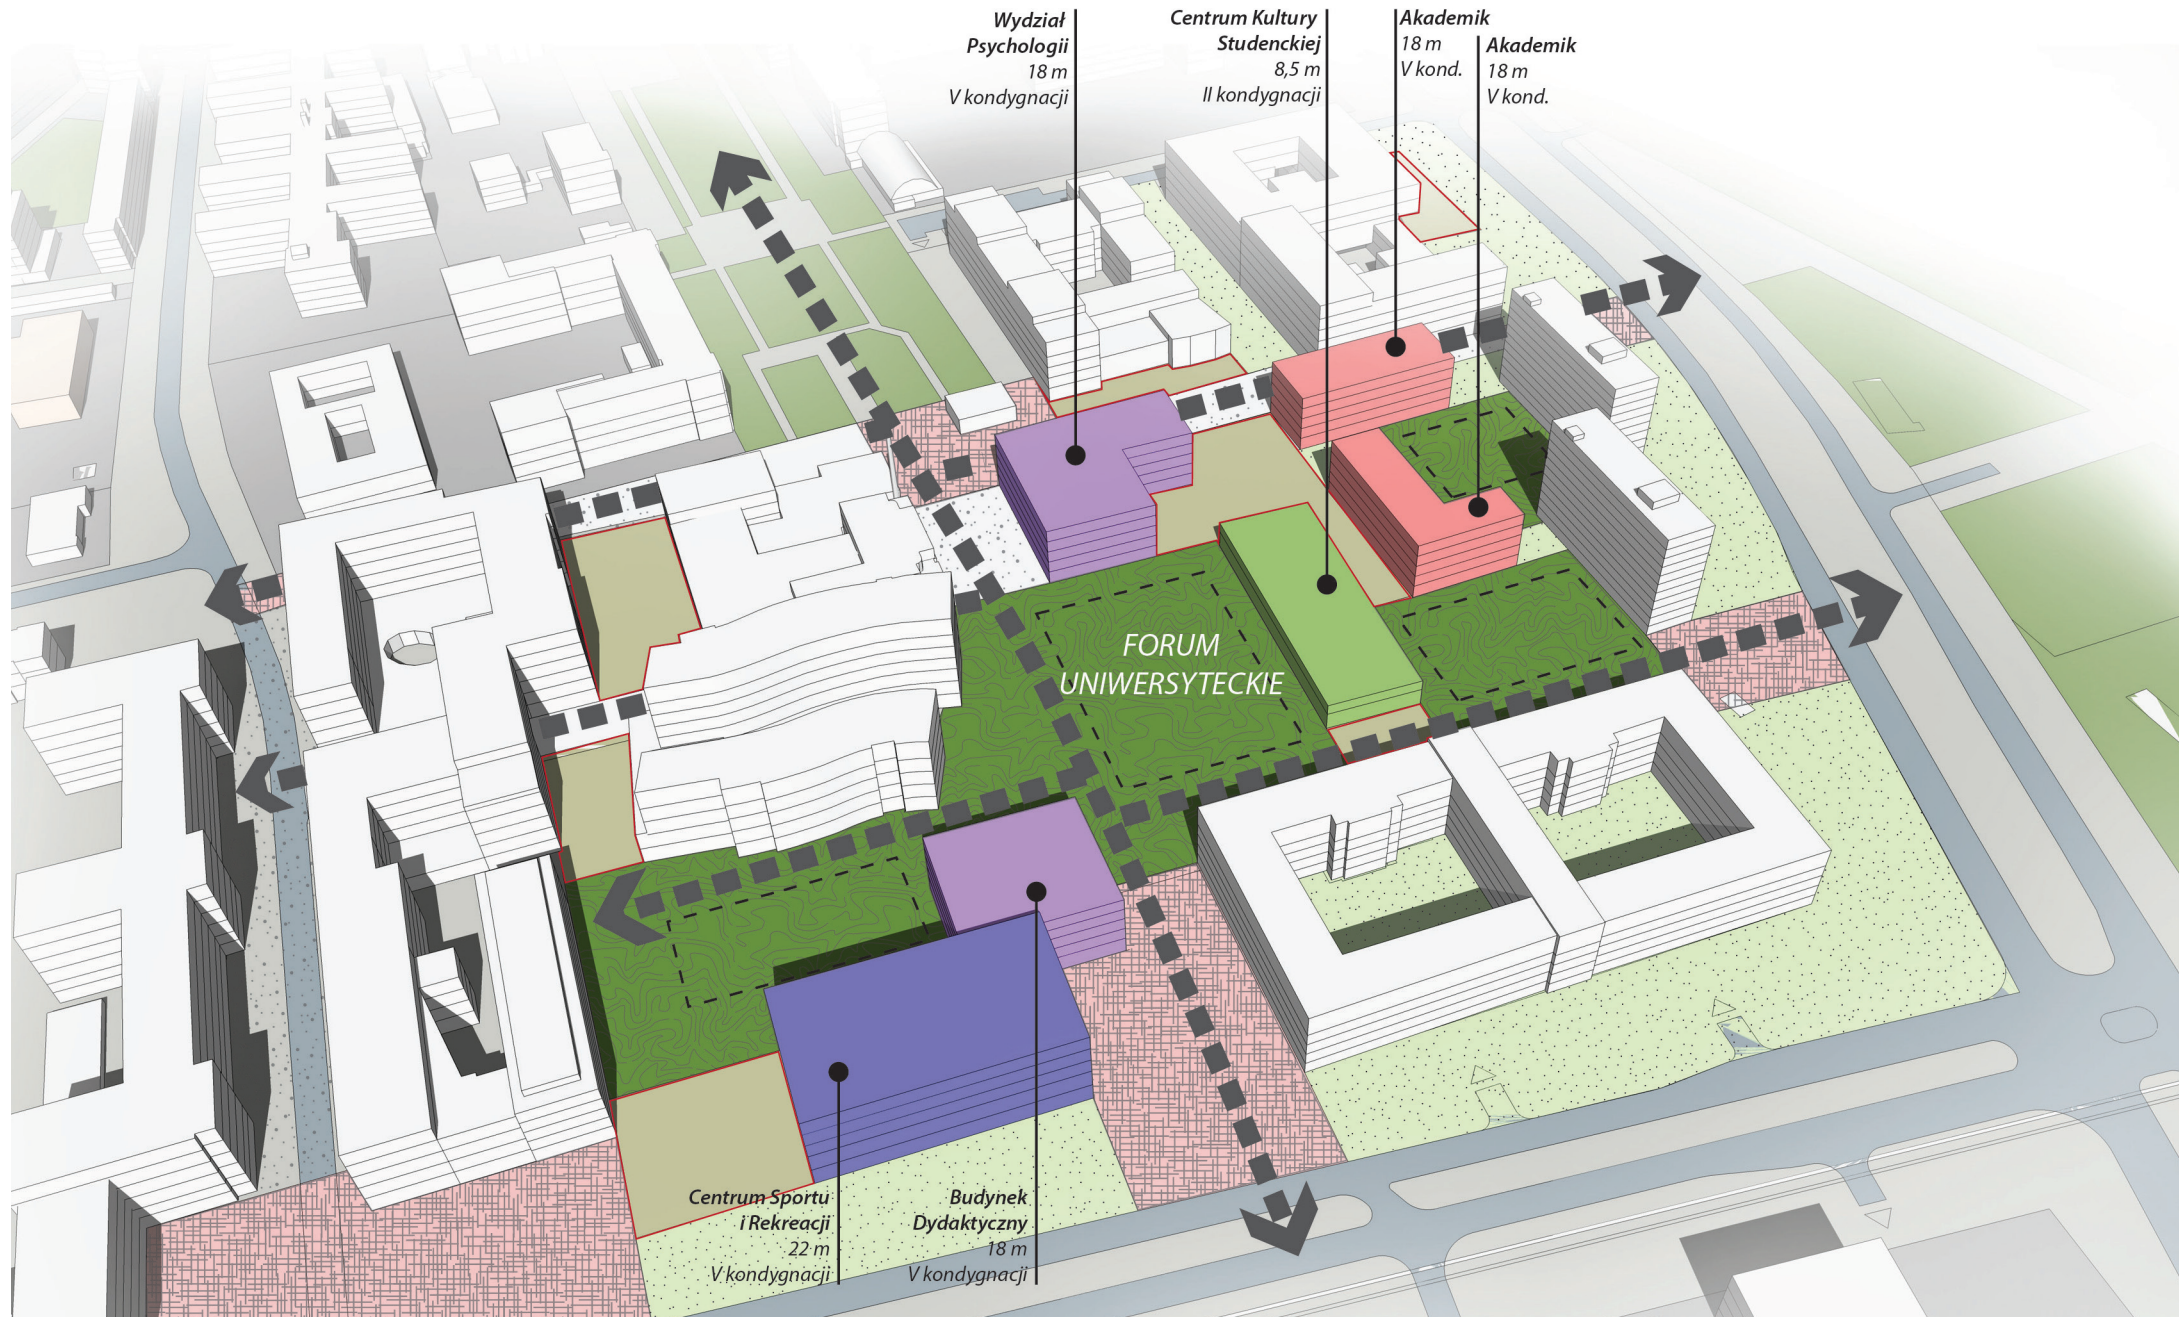 Wydział
Psychologii
18 m
V kondygnacji
Centrum Kultury
Studenckiej
8,5 m
II kondygnacji
Akademik
18 m
V kond.
Akademik
18 m
V kond.
FORUM
UNIWERSYTECKIE
Centrum Sportu
i Rekreacji
22 m
V kondygnacji
Budynek
Dydaktyczny
18 m
V kondygnacji